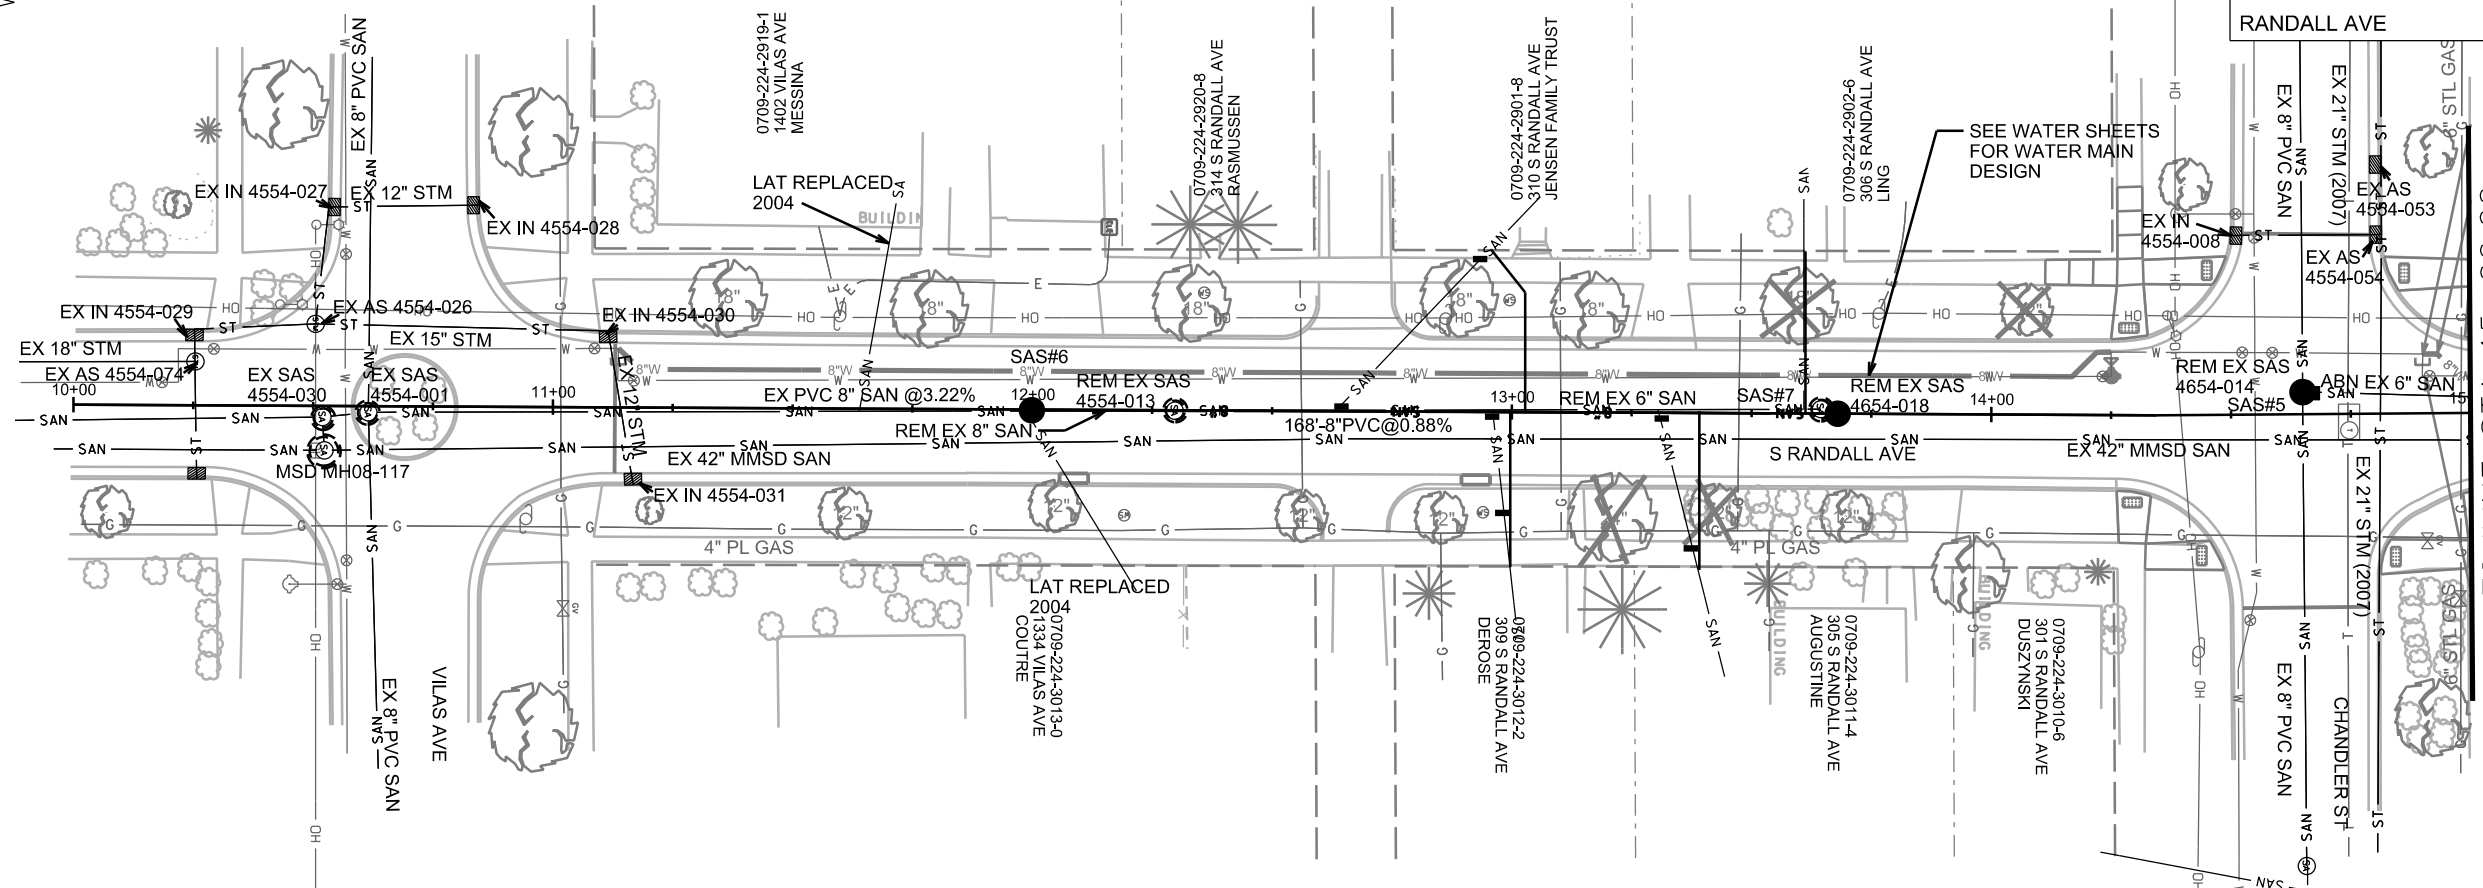 RANDALL AVE
EX 8" PVC SAN
0709-224-2919-1
1402 VILAS AVE
MESSINA
0709-224-2920-8
314 S RANDALL AVE
RASMUSSEN
0709-224-2901-8
310 S RANDALL AVE
JENSEN FAMILY TRUST
0709-224-2902-6
306 S RANDALL AVE
LING
SEE WATER SHEETS
FOR WATER MAIN
DESIGN
EX 8" PVC SAN
EX 21" STM (2007)
EX AS
4554-053
EX IN
4554-008
EX AS
4554-054
EX IN 4554-027
EX 12" STM
EX IN 4554-028
LAT REPLACED
2004
EX IN 4554-029
EX AS 4554-026
EX IN 4554-030
EX 18" STM
EX 15" STM
EX AS 4554-074
10+00
EX SAS
4554-030
EX SAS
4554-001
11+00
EX 12" STM
EX PVC 8" SAN @3.22%
SAS#6
12+00
REM EX SAS
4554-013
REM EX 8" SAN
168'-8"PVC@0.88%
13+00
REM EX 6" SAN
SAS#7
REM EX SAS
4654-018
14+00
REM EX SAS
4654-014
SAS#5
ABN EX 6" SAN
MSD MH08-117
EX 42" MMSD SAN
S RANDALL AVE
EX 42" MMSD SAN
EX IN 4554-031
4" PL GAS
4" PL GAS
LAT REPLACED
2004
0709-224-3013-0
1334 VILAS AVE
COUTRE
0709-224-3012-2
309 S RANDALL AVE
DEROSE
0709-224-3011-4
305 S RANDALL AVE
AUGUSTINE
0709-224-3010-6
301 S RANDALL AVE
DUSZYNSKI
BUILDING
BUILDING
EX 8" PVC SAN
VILAS AVE
EX 8" PVC SAN
EX 21" STM (2007)
CHANDLER ST